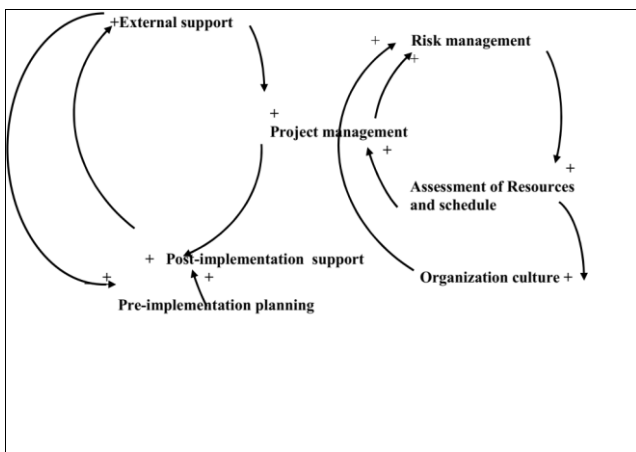 +External support
+
Risk management
+
+
Project management
+
+
Assessment of Resources
and schedule
+ Post-implementation support
+
+
Organization culture +
Pre-implementation planning